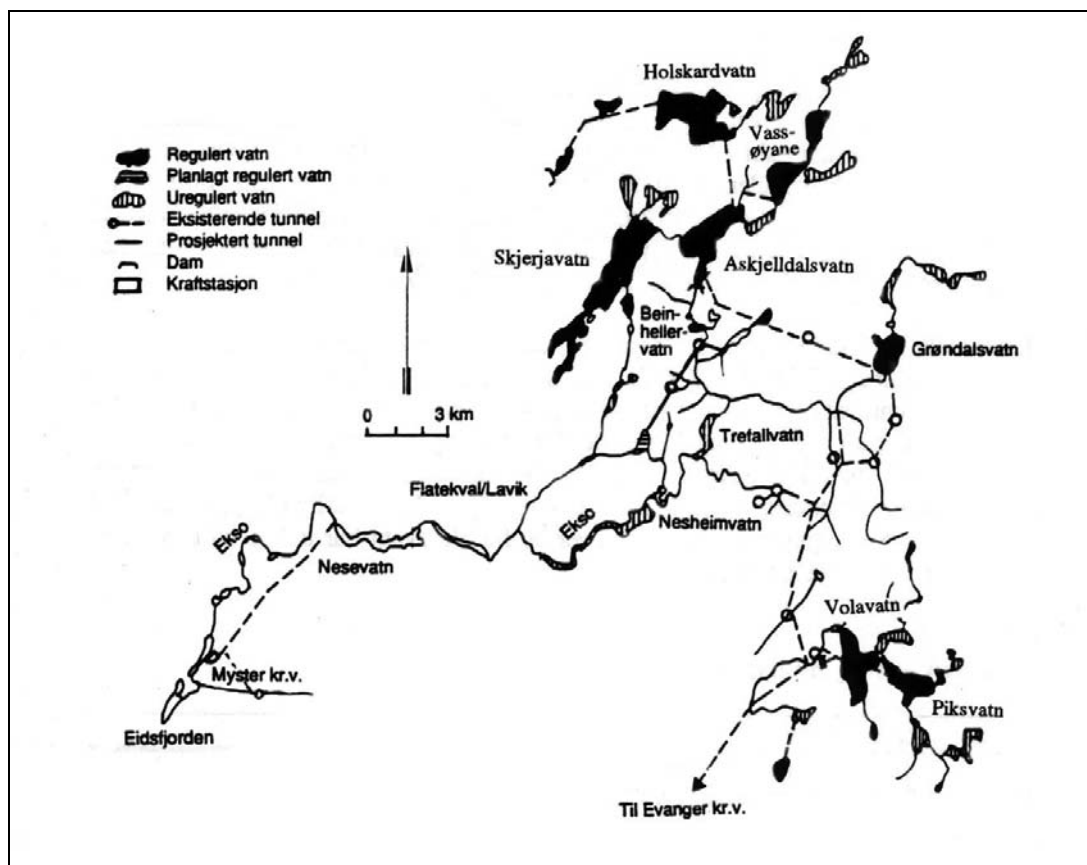 Holskardvatn
Vass-
øyane
Regulert vatn
Planlagt regulert vatn
Uregulert vatn
Eksisterende tunnel
Prosjektert tunnel
Dam
Kraftstasjon
Skjerjavatn
Askjelldalsvatn
Bein-
heller-
vatn
Grøndalsvatn
0 3 km
Trefallvatn
Flatekval/Lavik
Ekso
Nesheimvatn
Ekso
Nesevatn
Volavatn
Myster kr.v.
Piksvatn
Eidsfjorden
Til Evanger kr.v.